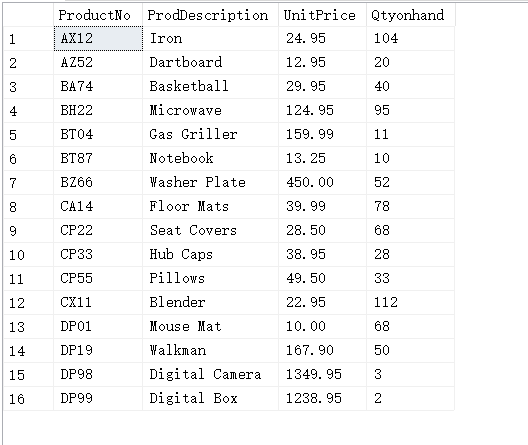 ProductNo ProdDescription UnitPrice Qtyonhand
1 AX12 Iron 24.95 104
2 AZ52 Dartboard 12.95 20
3 BA74 Basketball 29.95 40
4 BH22 Microwave 124.95 95
5 BT04 Gas Griller 159.99 11
6 BT87 Notebook 13.25 10
7 BZ66 Washer Plate 450.00 52
8 CA14 Floor Mats 39.99 78
9 CP22 Seat Covers 28.50 68
10 CP33 Hub Caps 38.95 28
11 CP55 Pillows 49.50 33
12 CX11 Blender 22.95 112
13 DP01 Mouse Mat 10.00 68
14 DP19 Walkman 167.90 50
15 DP98 Digital Camera 1349.95 3
16 DP99 Digital Box 1238.95 2